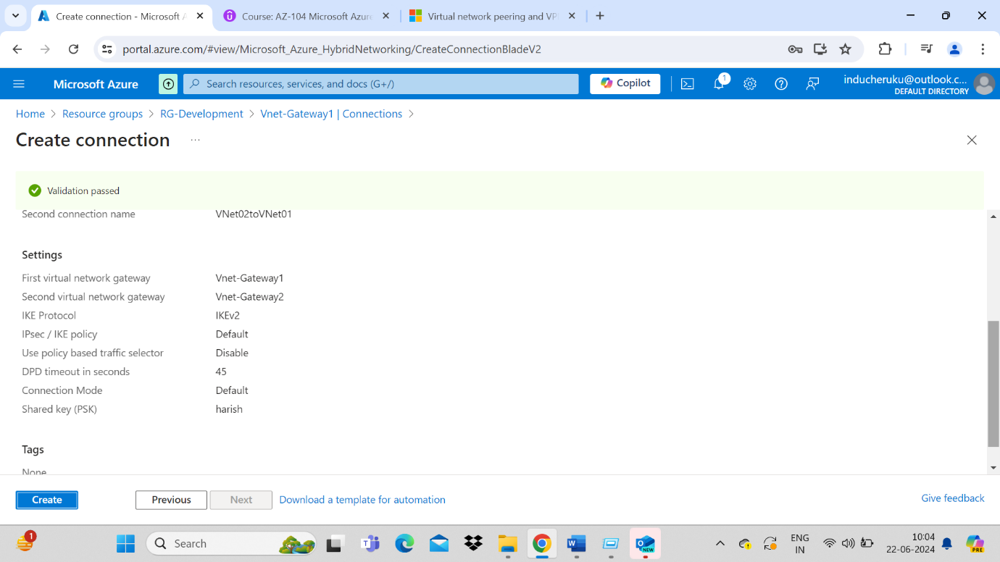 Create connection - Microsoft A
Course: AZ-104 Microsoft Azure
Virtual network peering and VP
portal.azure.com/#view/Microsoft_Azure_HybridNetworking/CreateConnectionBladeV2
Microsoft Azure
Search resources, services, and docs (G+/)
Copilot
1
inducheruku@outlook.c...
DEFAULT DIRECTORY
Home > Resource groups > RG-Development > Vnet-Gateway1 | Connections >
Create connection ...
Validation passed
Second connection name VNet02toVNet01
Settings
First virtual network gateway Vnet-Gateway1
Second virtual network gateway Vnet-Gateway2
IKE Protocol IKEv2
IPsec / IKE policy Default
Use policy based traffic selector Disable
DPD timeout in seconds 45
Connection Mode Default
Shared key (PSK) harish
Tags
None
Create Previous Next Download a template for automation Give feedback
1
Search
NEW
ENG
IN
10:04
22-06-2024
PRE